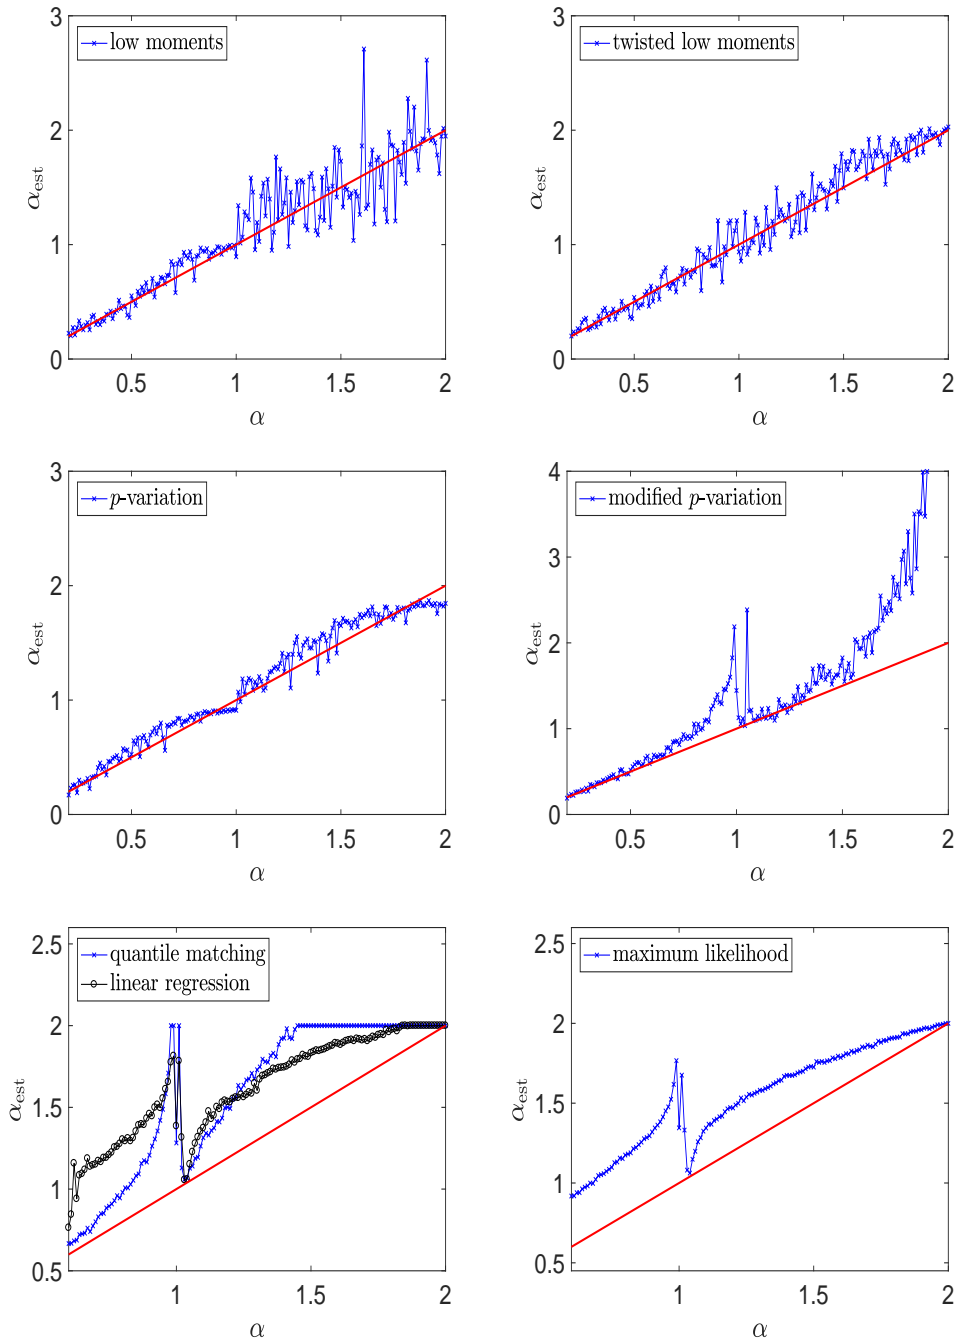 low moments
3
2
1
0
0.5
1
1.5
2
α
α_est
twisted low moments
3
2
1
0
0.5
1
1.5
2
α
α_est
p-variation
3
2
1
0
0.5
1
1.5
2
α
α_est
modified p-variation
4
3
2
1
0
0.5
1
1.5
2
α
α_est
quantile matching
linear regression
2.5
2
1.5
1
0.5
1
1.5
2
α
α_est
maximum likelihood
2.5
2
1.5
1
0.5
1
1.5
2
α
α_est